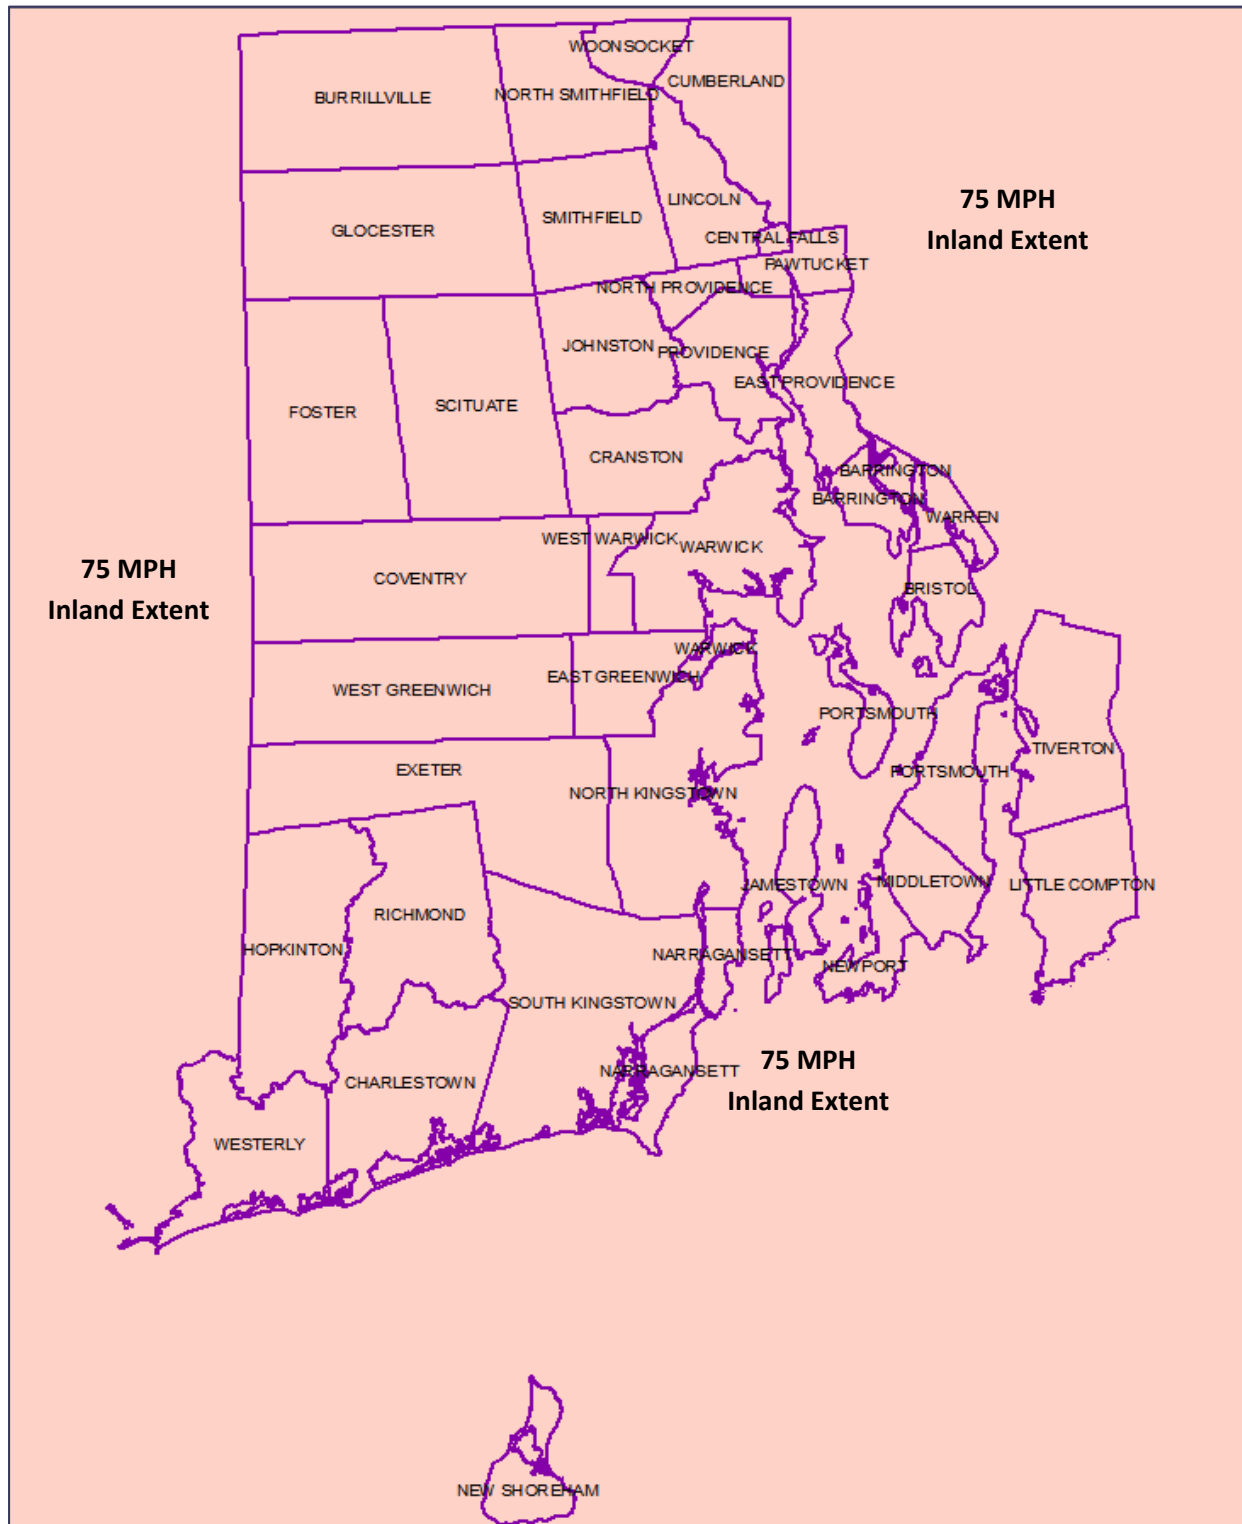 WOONSOCKET
CUMBERLAND
BURRILLVILLE
NORTH SMITHFIELD
75 MPH
Inland Extent
LINCOLN
SMITHFIELD
GLOCESTER
CENTRAL FALLS
PAWTUCKET
NORTH PROVIDENCE
JOHNSTON
PROVIDENCE
EAST PROVIDENCE
SCITUATE
FOSTER
CRANSTON
BARRINGTON
BARRINGTON
WARREN
WEST WARWICK
WARWICK
75 MPH
Inland Extent
COVENTRY
BRISTOL
WARWICK
EAST GREENWICH
WEST GREENWICH
PORTSMOUTH
TIVERTON
EXETER
PORTSMOUTH
NORTH KINGSTOWN
JAMESTOWN
MIDDLETOWN
LITTLE COMPTON
RICHMOND
HOPKINTON
NARRAGANSETT
NEWPORT
SOUTH KINGSTOWN
75 MPH
Inland Extent
NARRAGANSETT
CHARLESTOWN
WESTERLY
NEW SHOREHAM